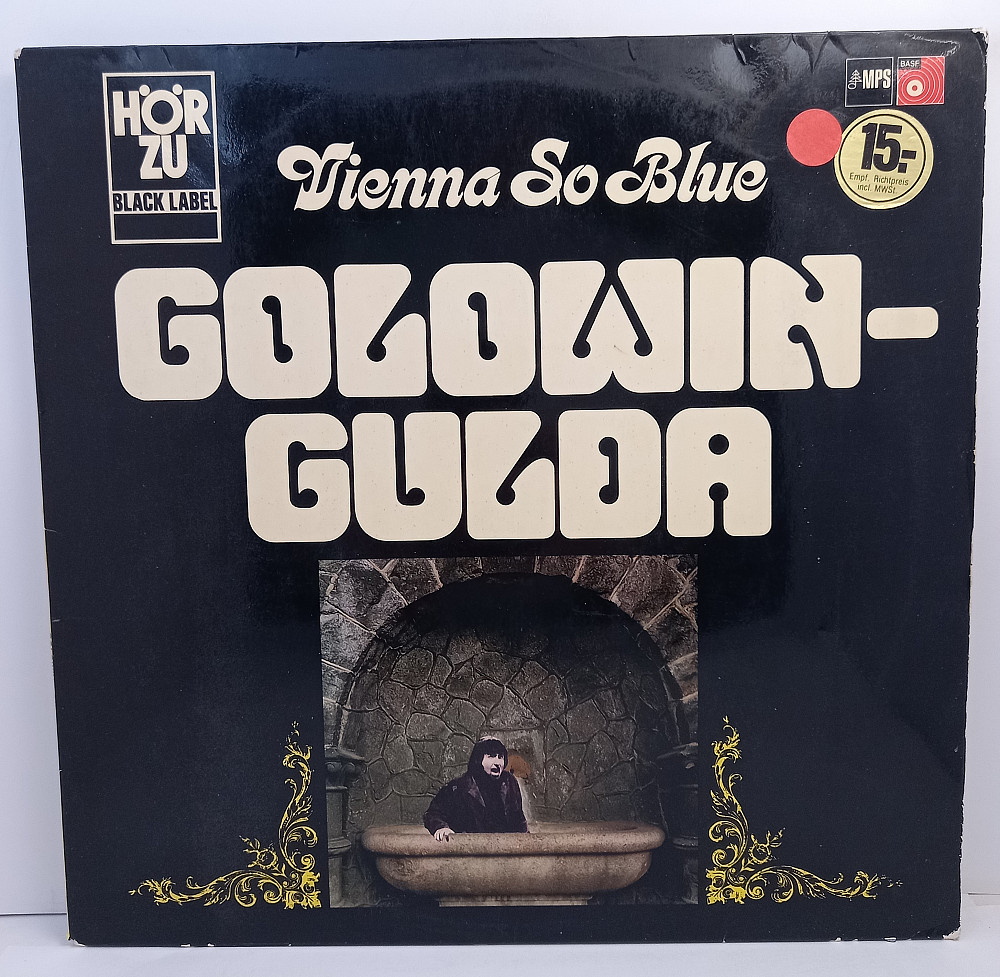 HÖR
ZU
BLACK LABEL
MPS
BASF
15.-
Empf. Richtpreis
incl. MWSt.
Vienna So Blue
GOLOWIN-
GULDA